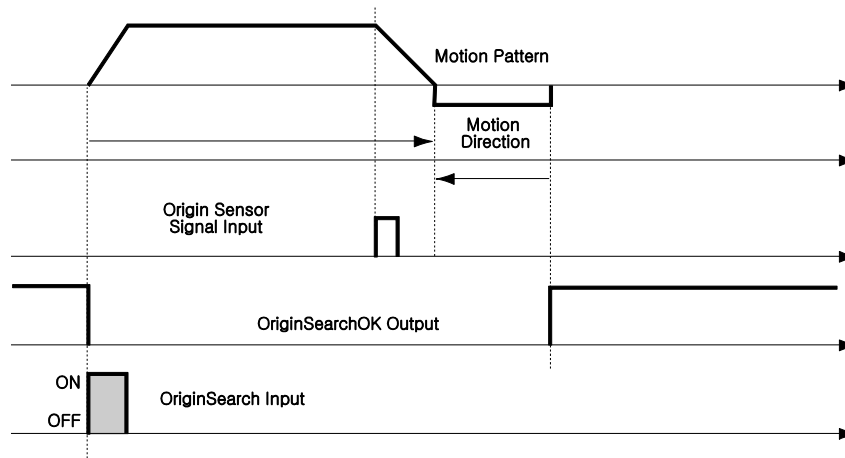 Motion Pattern
Motion
Direction
Origin Sensor
Signal Input
OriginSearchOK Output
ON
OriginSearch Input
OFF